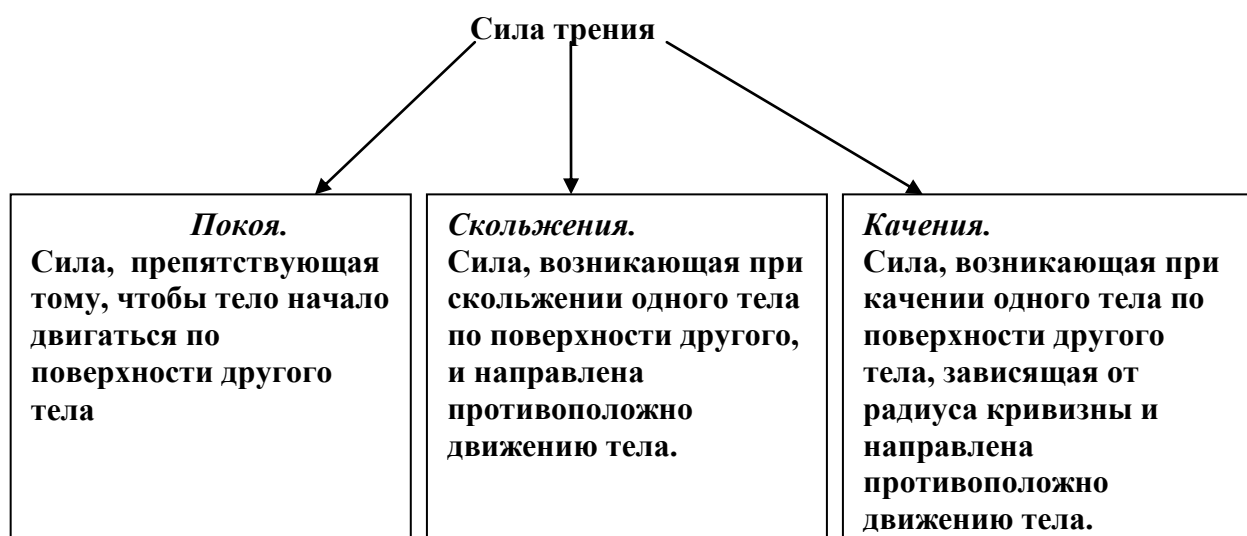 Сила трения
Покоя.
Сила, препятствующая
тому, чтобы тело начало
двигаться по
поверхности другого
тела
Скольжения.
Сила, возникающая при
скольжении одного тела
по поверхности другого,
и направлена
противоположно
движению тела.
Качения.
Сила, возникающая при
качении одного тела по
поверхности другого
тела, зависящая от
радиуса кривизны и
направлена
противоположно
движению тела.